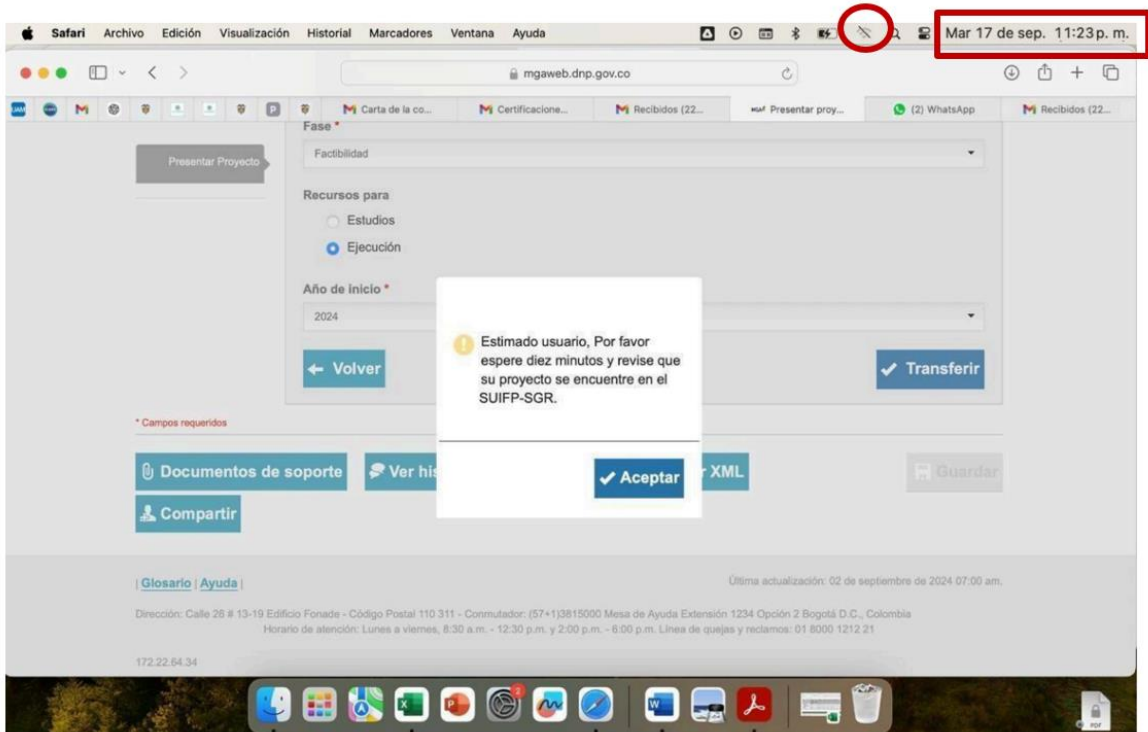 Safari Archivo Edición Visualización Historial Marcadores Ventana Ayuda Mar 17 de sep. 11:23 p. m.
mgaweb.dnp.gov.co
Carta de la co... Certificacione... Recibidos (22... Presentar proy... (2) WhatsApp Recibidos (22...
Fase *
Presentar Proyecto
Factibilidad
Recursos para
Estudios
Ejecución
Año de inicio *
2024
Estimado usuario, Por favor
espere diez minutos y revise que
su proyecto se encuentre en el
SUIFP-SGR.
Volver
Transferir
* Campos requeridos
Documentos de soporte Ver his Aceptar r XML Guardar
Compartir
| Glosario | Ayuda | Última actualización: 02 de septiembre de 2024 07:00 am.
Dirección: Calle 26 # 13-19 Edificio Fonade - Código Postal 110 311 - Conmutador: (57+1)3815000 Mesa de Ayuda Extensión 1234 Opción 2 Bogotá D.C., Colombia
Horario de atención: Lunes a viernes, 8:30 a.m. - 12:30 p.m. y 2:00 p.m. - 6:00 p.m. Línea de quejas y reclamos: 01 8000 1212 21
172.22.64.34
PDF